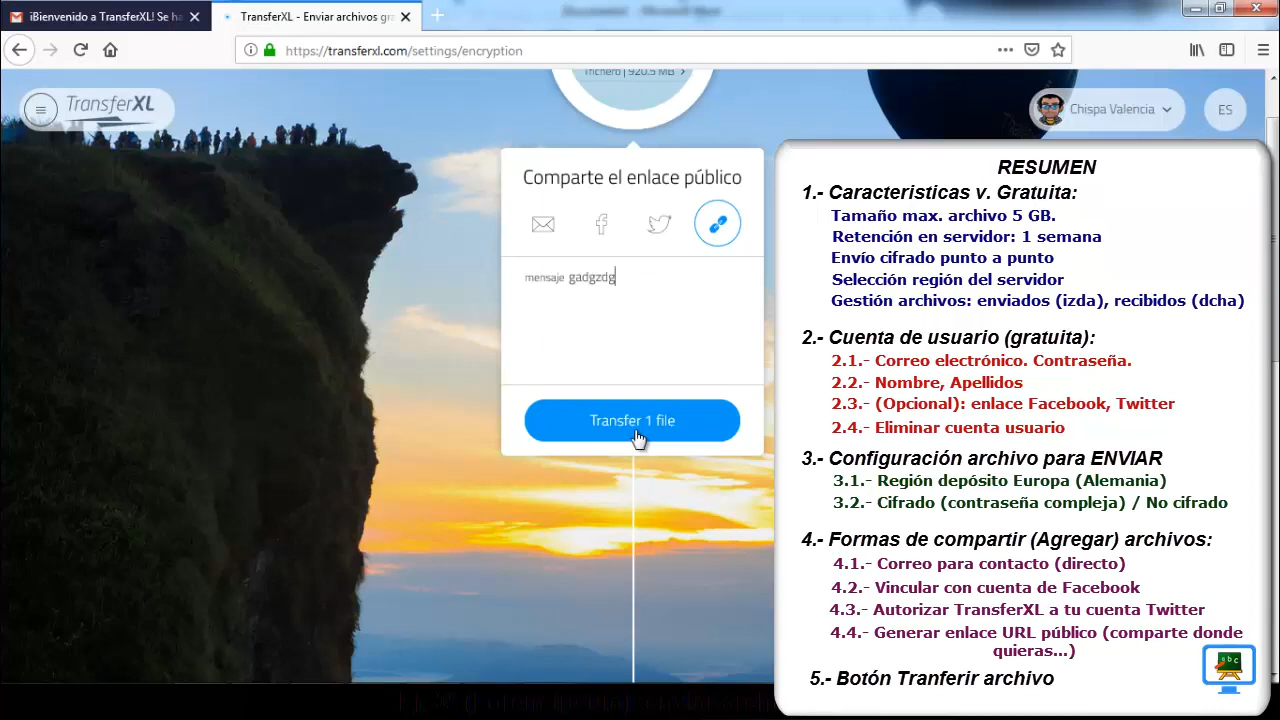 ¡Bienvenido a TransferXL! Se ha
TransferXL - Enviar archivos gra
https://transferxl.com/settings/encryption
Trichero | 920.5 MB >
TransferXL
Chispa Valencia
ES
Comparte el enlace público
mensaje gadgzdg
Transfer 1 file
RESUMEN
1.- Caracteristicas v. Gratuita:
Tamaño max. archivo 5 GB.
Retención en servidor: 1 semana
Envío cifrado punto a punto
Selección región del servidor
Gestión archivos: enviados (izda), recibidos (dcha)
2.- Cuenta de usuario (gratuita):
2.1.- Correo electrónico. Contraseña.
2.2.- Nombre, Apellidos
2.3.- (Opcional): enlace Facebook, Twitter
2.4.- Eliminar cuenta usuario
3.- Configuración archivo para ENVIAR
3.1.- Región depósito Europa (Alemania)
3.2.- Cifrado (contraseña compleja) / No cifrado
4.- Formas de compartir (Agregar) archivos:
4.1.- Correo para contacto (directo)
4.2.- Vincular con cuenta de Facebook
4.3.- Autorizar TransferXL a tu cuenta Twitter
4.4.- Generar enlace URL público (comparte donde
quieras...)
abc
5.- Botón Tranferir archivo